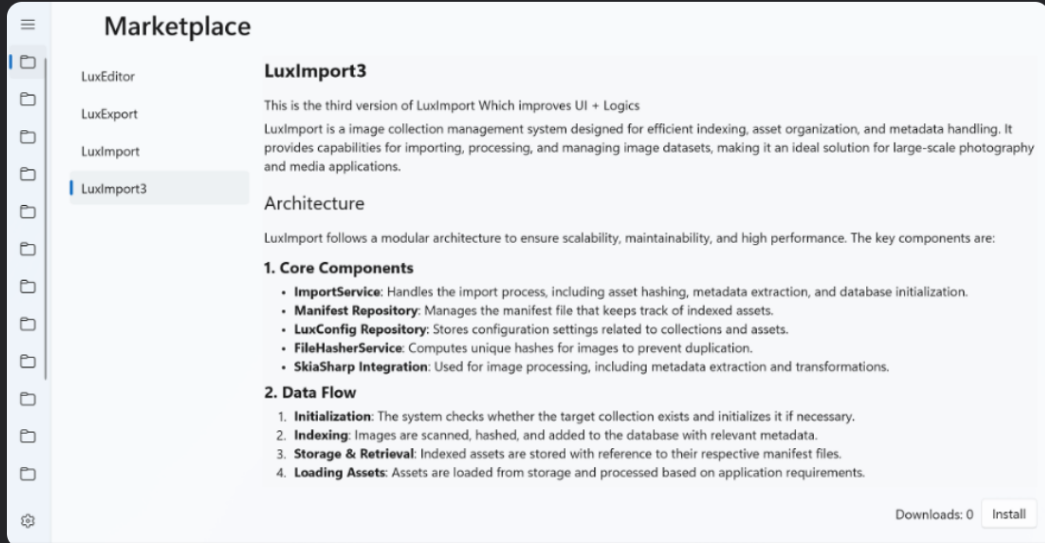 Marketplace
LuxEditor
LuxExport
LuxImport
LuxImport3
LuxImport3
This is the third version of LuxImport Which improves UI + Logics
LuxImport is a image collection management system designed for efficient indexing, asset organization, and metadata handling. It
provides capabilities for importing, processing, and managing image datasets, making it an ideal solution for large-scale photography
and media applications.
Architecture
LuxImport follows a modular architecture to ensure scalability, maintainability, and high performance. The key components are:
1. Core Components
• ImportService: Handles the import process, including asset hashing, metadata extraction, and database initialization.
• Manifest Repository: Manages the manifest file that keeps track of indexed assets.
• LuxConfig Repository: Stores configuration settings related to collections and assets.
• FileHasherService: Computes unique hashes for images to prevent duplication.
• SkiaSharp Integration: Used for image processing, including metadata extraction and transformations.
2. Data Flow
1. Initialization: The system checks whether the target collection exists and initializes it if necessary.
2. Indexing: Images are scanned, hashed, and added to the database with relevant metadata.
3. Storage & Retrieval: Indexed assets are stored with reference to their respective manifest files.
4. Loading Assets: Assets are loaded from storage and processed based on application requirements.
Downloads: 0 Install